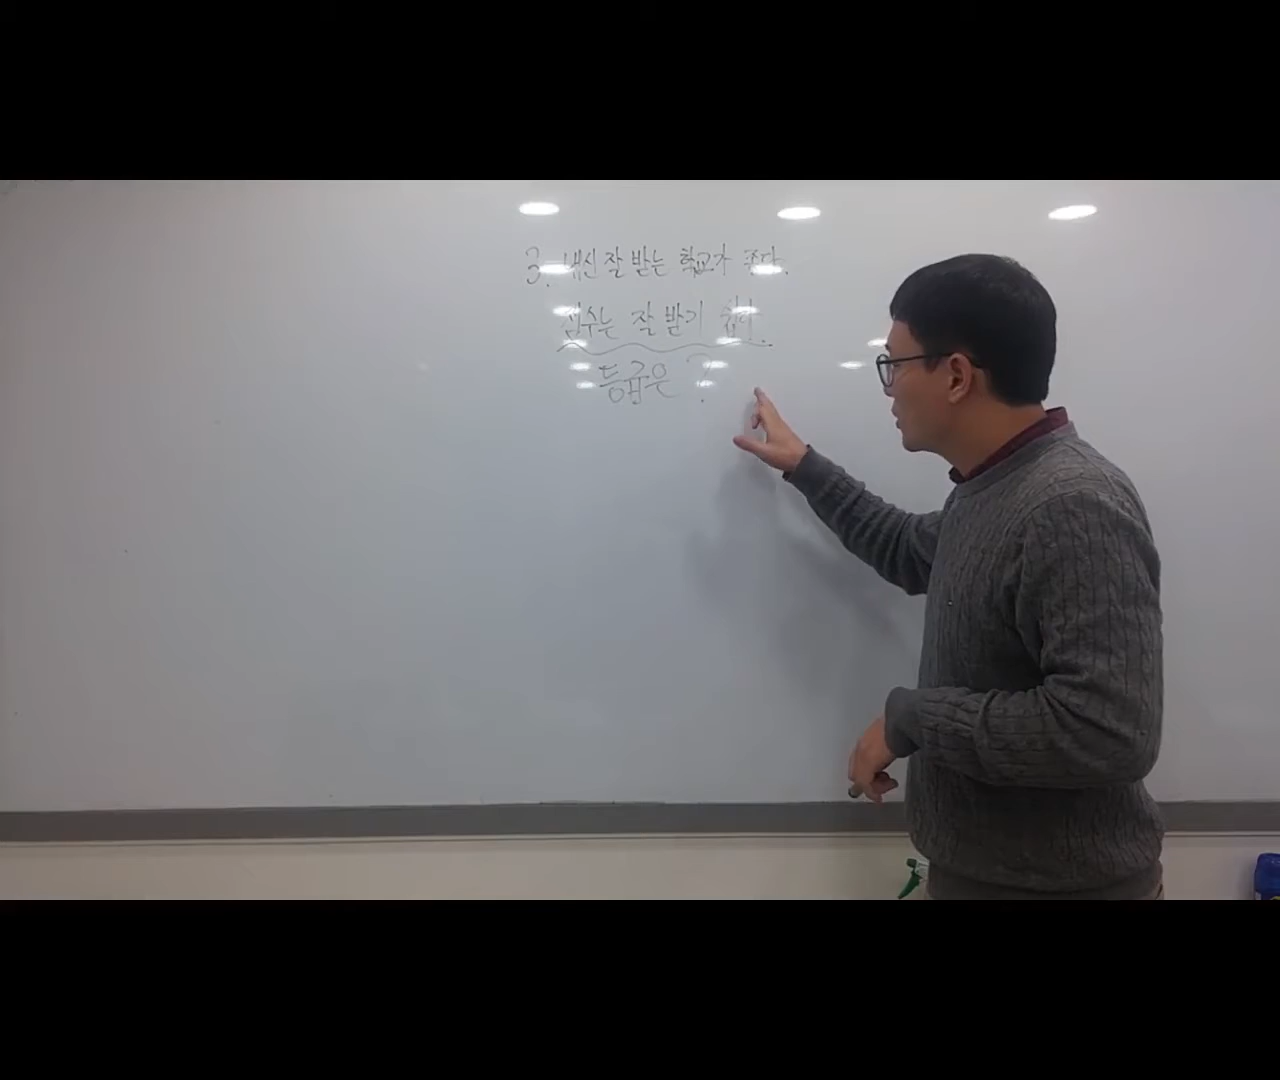 3. 내신 잘 받는 학교가 좋다.
점수는 잘 받기 쉽다.
등급은 ?